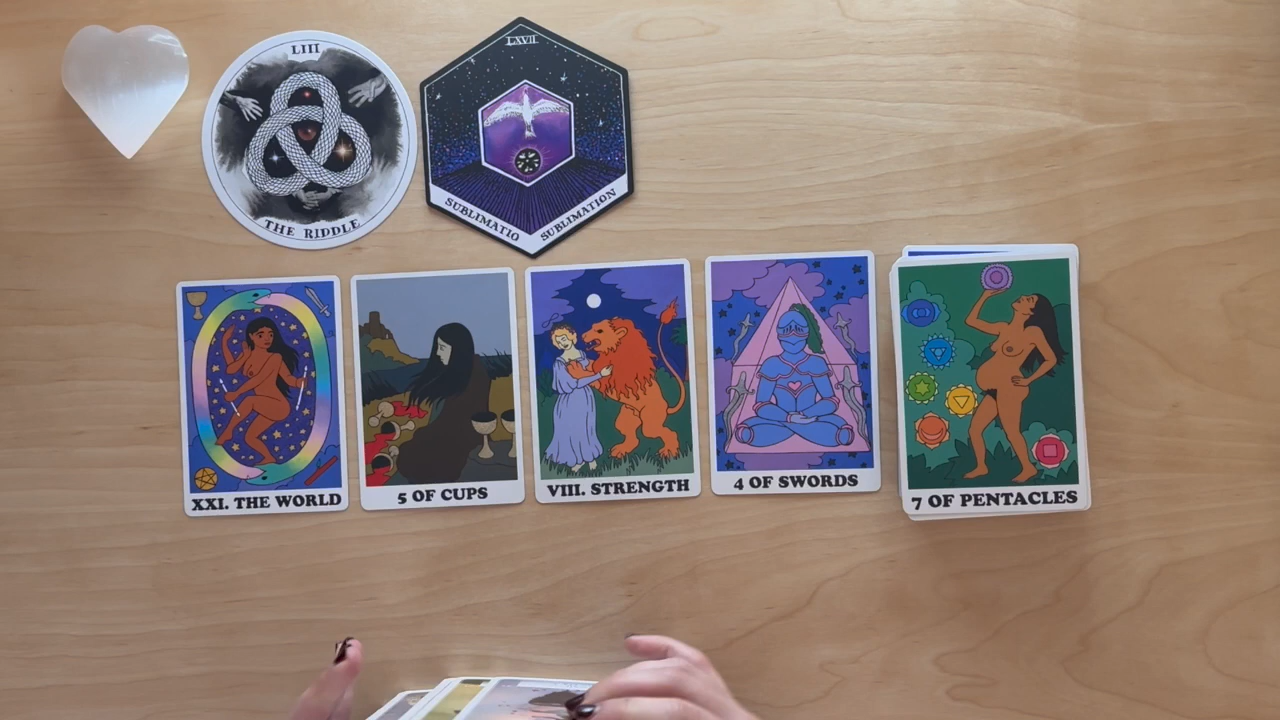 LIII
THE RIDDLE
LXVII
SUBLIMATIO
SUBLIMATION
XXI. THE WORLD
5 OF CUPS
VIII. STRENGTH
4 OF SWORDS
7 OF PENTACLES